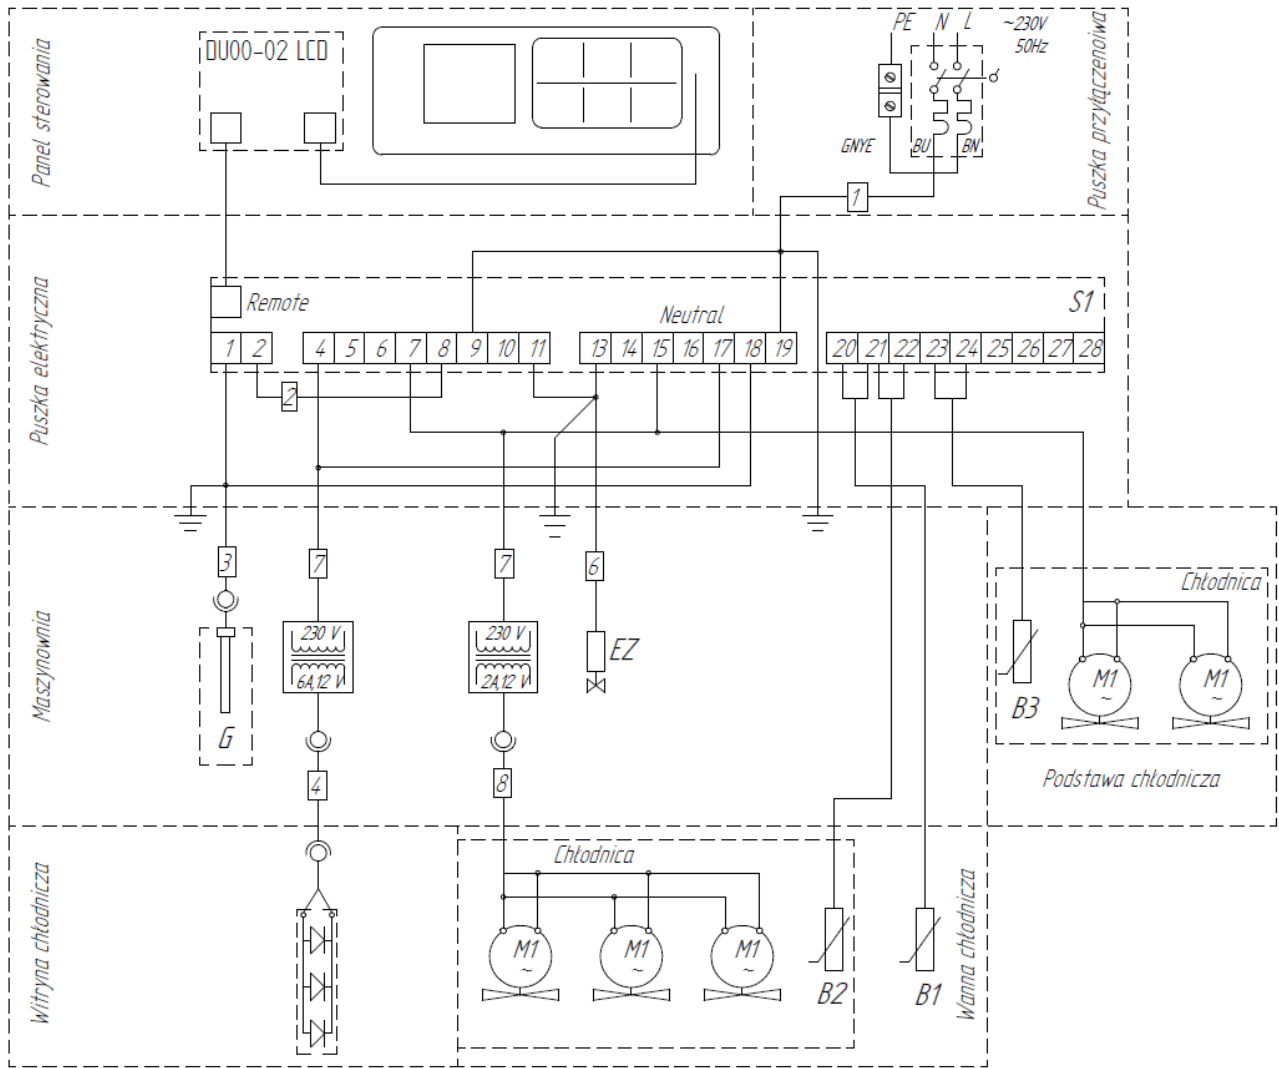 Panel sterowania
DU00-02 LCD
PE N L ~230V
50Hz
GNYE BU BN
Puszka przyłączenoiwa
1
Puszka elektryczna
Remote
Neutral
S1
1 2 4 5 6 7 8 9 10 11 13 14 15 16 17 18 19 20 21 22 23 24 25 26 27 28
2
Maszynownia
3 7 7 6
230 V
6A,12 V
230 V
2A,12 V
EZ
G
4
8
Chłodnica
M1
~
M1
~
B3
Podstawa chłodnicza
Witryna chłodnicza
Chłodnica
M1
~
M1
~
M1
~
B2
B1
Wanna chłodnicza